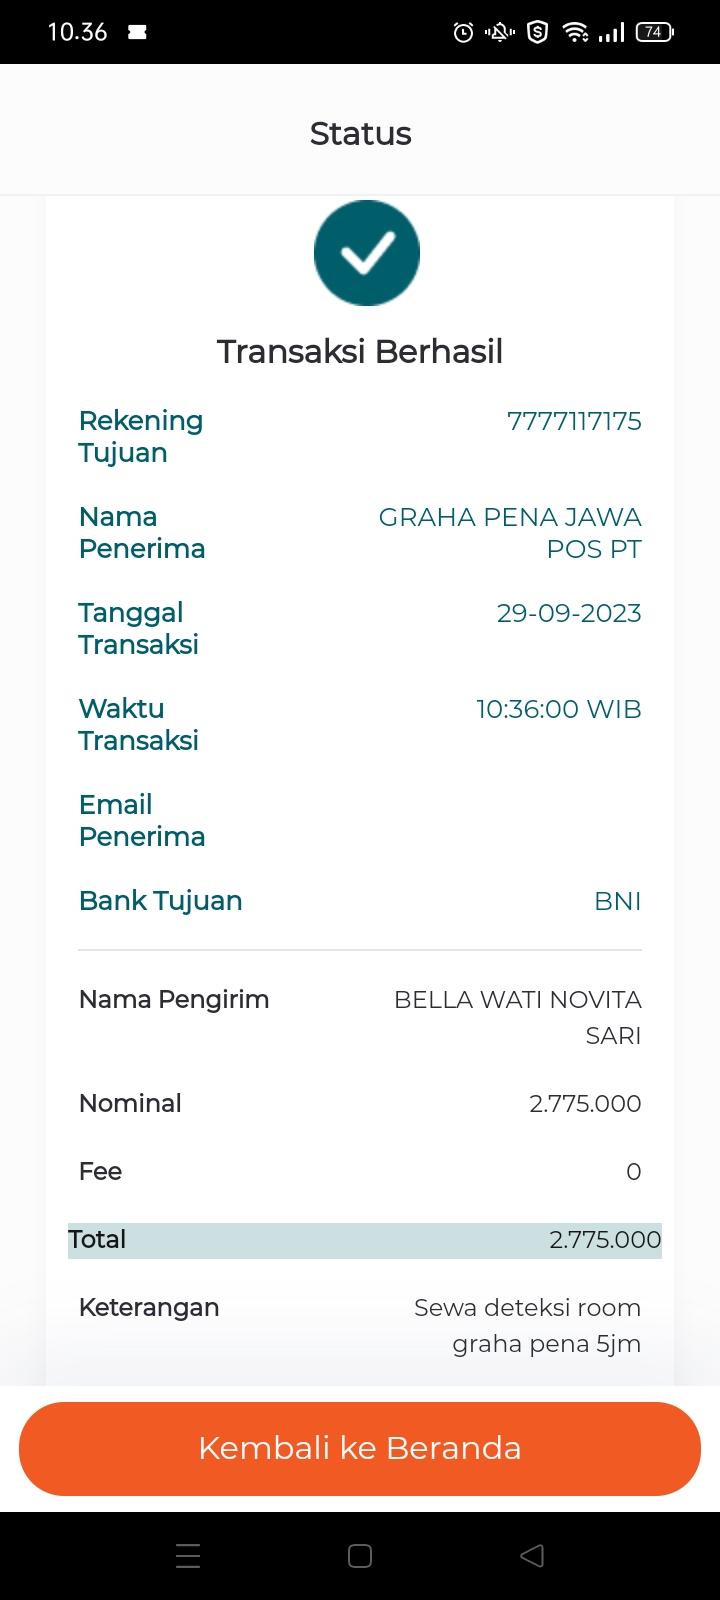 10.36
74
Status
Transaksi Berhasil
Rekening
Tujuan
7777117175
Nama
Penerima
GRAHA PENA JAWA
POS PT
Tanggal
Transaksi
29-09-2023
Waktu
Transaksi
10:36:00 WIB
Email
Penerima
Bank Tujuan
BNI
Nama Pengirim
BELLA WATI NOVITA
SARI
Nominal
2.775.000
Fee
0
Total
2.775.000
Keterangan
Sewa deteksi room
graha pena 5jm
Kembali ke Beranda